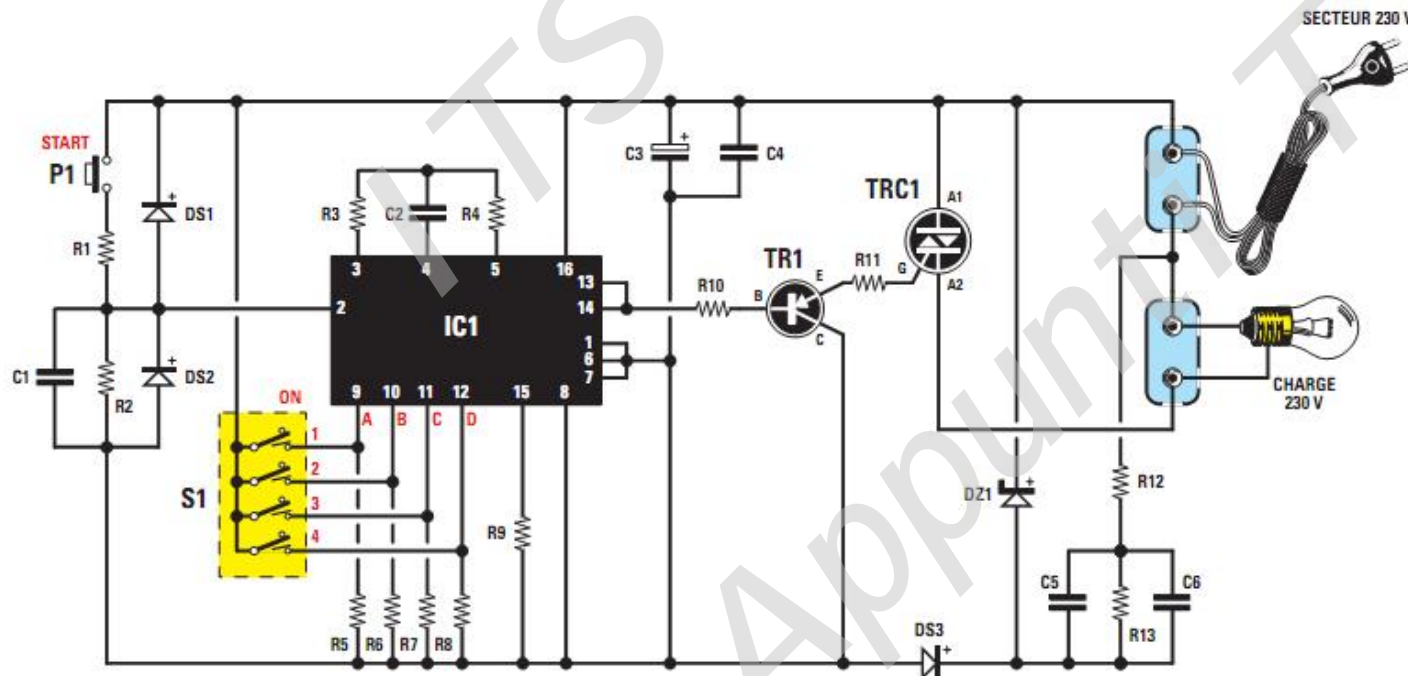 SECTEUR 230 V
START
P1
DS1
R1
C1
R2
DS2
R3
C2
R4
C3
+
C4
TRC1
A1
A2
G
TR1
E
B
C
R10
R11
3
4
5
16
13
14
2
IC1
1
6
7
9
10
11
12
15
8
ON
A
B
C
D
1
2
3
4
S1
R5
R6
R7
R8
R9
DZ1
+
DS3
+
R12
C5
R13
C6
CHARGE
230 V
ITS
Appunti T